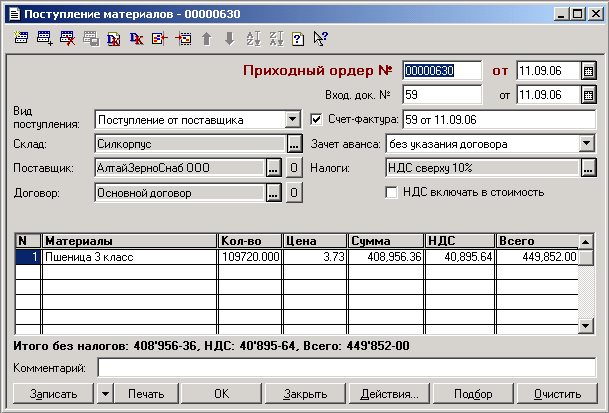 Поступление материалов - 00000630
Приходный ордер № 00000630 от 11.09.06
Вход. док. № 59 от 11.09.06
Вид поступления: Поступление от поставщика Счет-фактура: 59 от 11.09.06
Склад: Силкорпус ... Зачет аванса: без указания договора
Поставщик: АлтайЗерноСнаб ООО ... О Налоги: НДС сверху 10% ...
Договор: Основной договор ... О НДС включать в стоимость
N Материалы Кол-во Цена Сумма НДС Всего
1 Пшеница 3 класс 109720.000 3.73 408,956.36 40,895.64 449,852.00
Итого без налогов: 408'956-36, НДС: 40'895-64, Всего: 449'852-00
Комментарий:
Записать Печать OK Закрыть Действия... Подбор Очистить